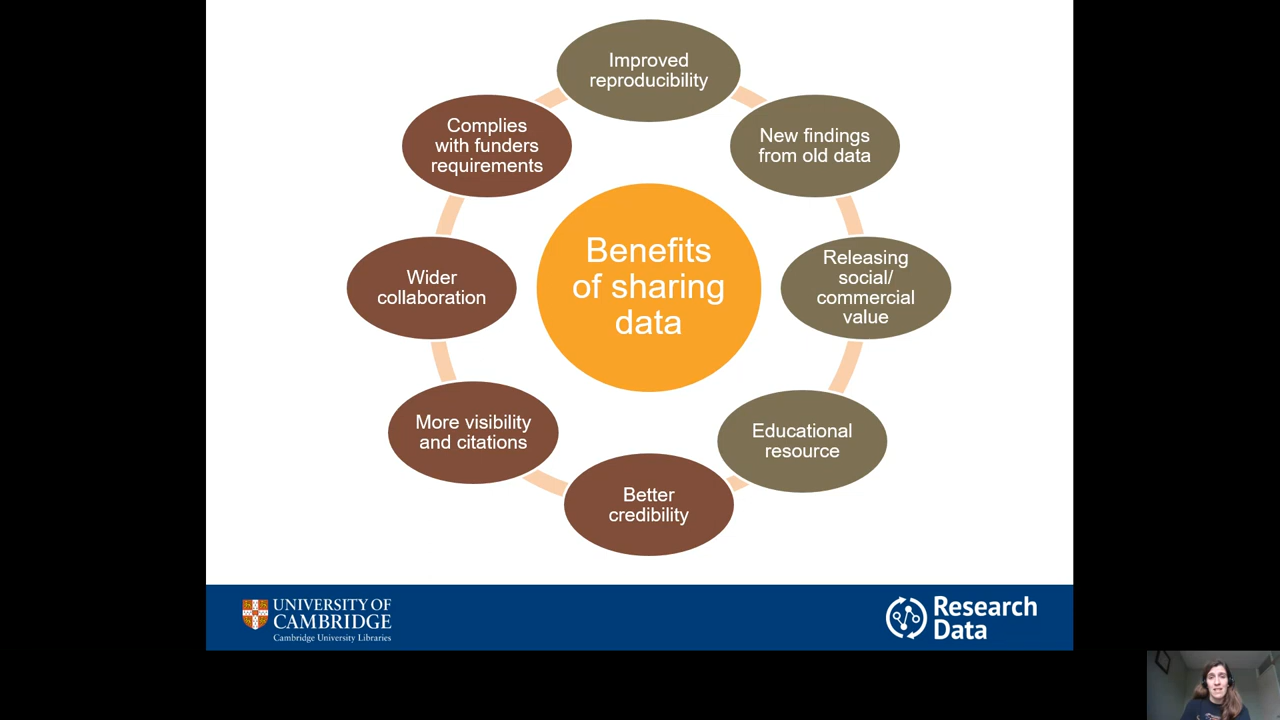 Improved
reproducibility
New findings
from old data
Releasing
social/
commercial
value
Educational
resource
Better
credibility
More visibility
and citations
Wider
collaboration
Complies
with funders
requirements
Benefits
of sharing
data
UNIVERSITY OF
CAMBRIDGE
Cambridge University Libraries
Research
Data